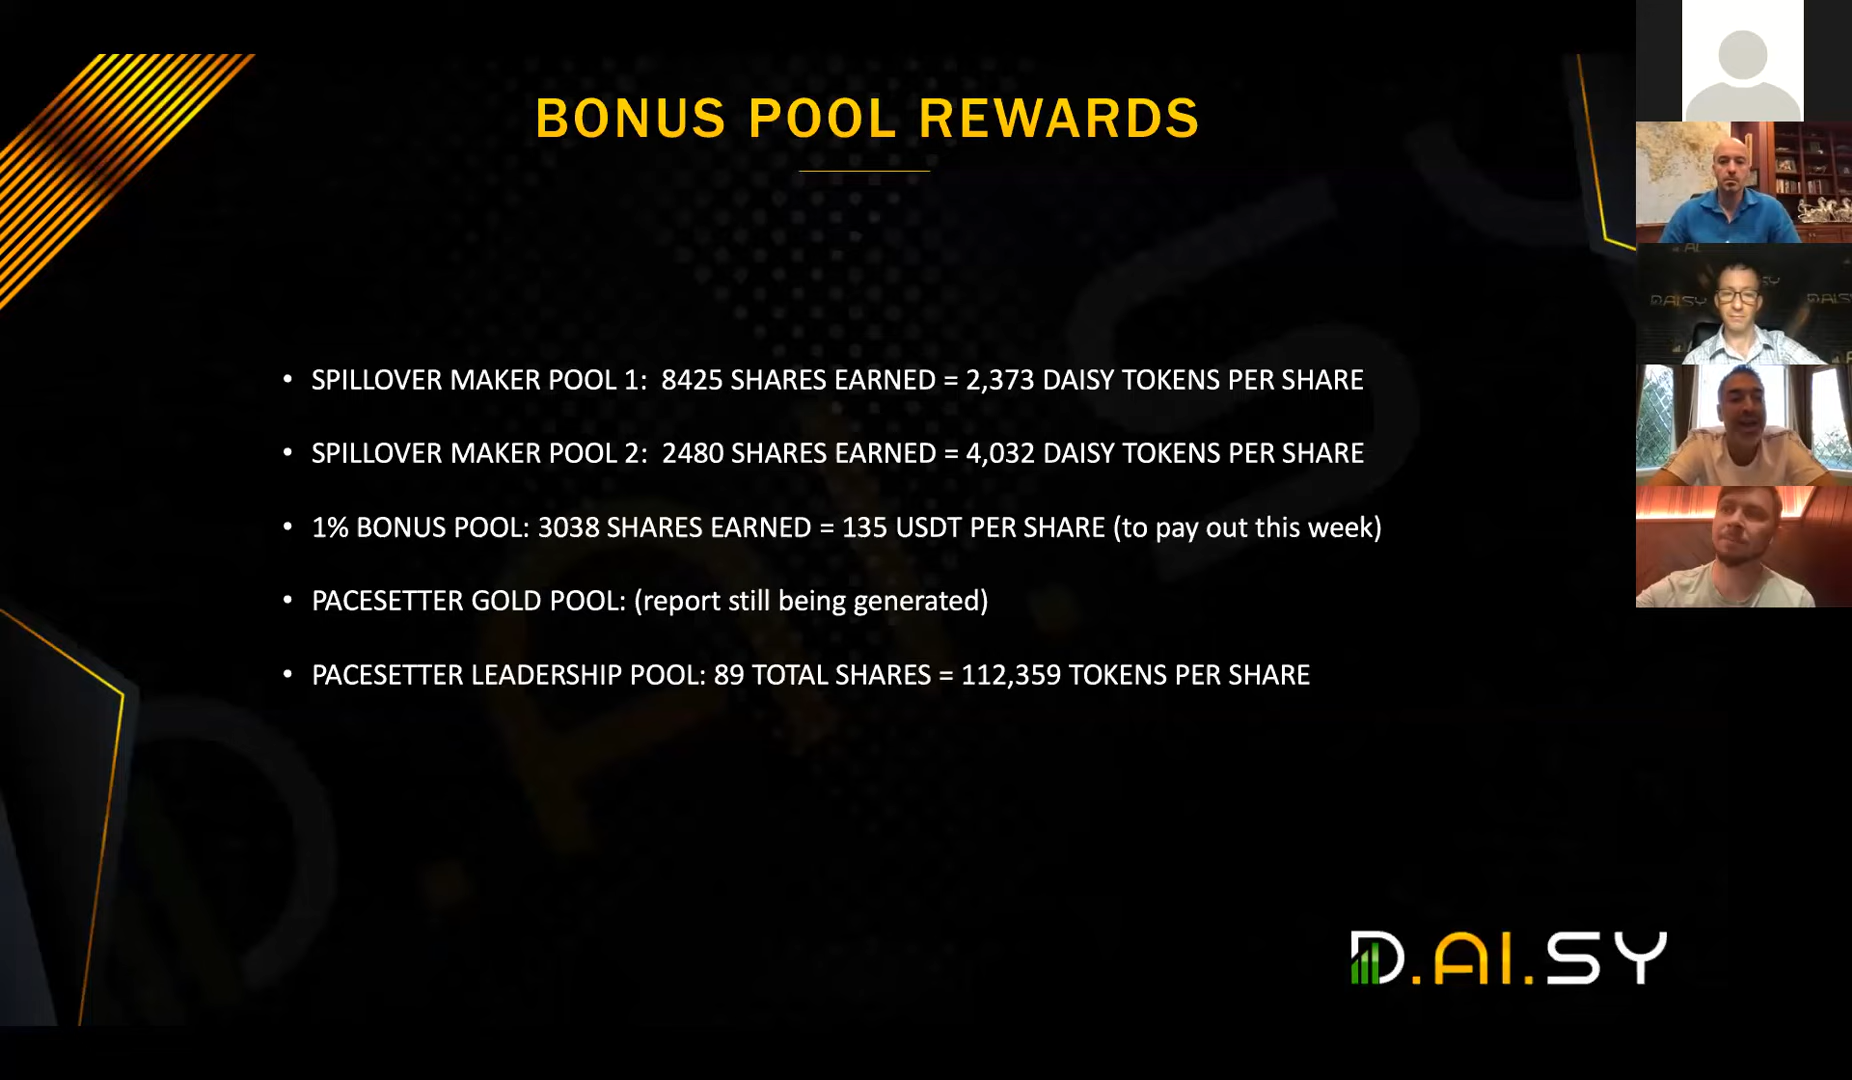 BONUS POOL REWARDS
• SPILLOVER MAKER POOL 1:  8425 SHARES EARNED = 2,373 DAISY TOKENS PER SHARE
• SPILLOVER MAKER POOL 2:  2480 SHARES EARNED = 4,032 DAISY TOKENS PER SHARE
• 1% BONUS POOL: 3038 SHARES EARNED = 135 USDT PER SHARE (to pay out this week)
• PACESETTER GOLD POOL: (report still being generated)
• PACESETTER LEADERSHIP POOL: 89 TOTAL SHARES = 112,359 TOKENS PER SHARE
D.AI.SY